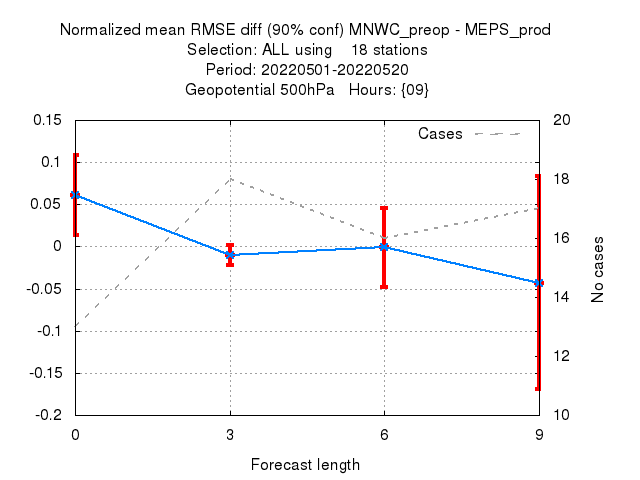 Normalized mean RMSE diff (90% conf) MNWC_preop - MEPS_prod
Selection: ALL using    18 stations
Period: 20220501-20220520
Geopotential 500hPa   Hours: {09}
Cases
0.15
0.1
0.05
0
-0.05
-0.1
-0.15
-0.2
20
18
16
14
12
10
No cases
0 3 6 9
Forecast length